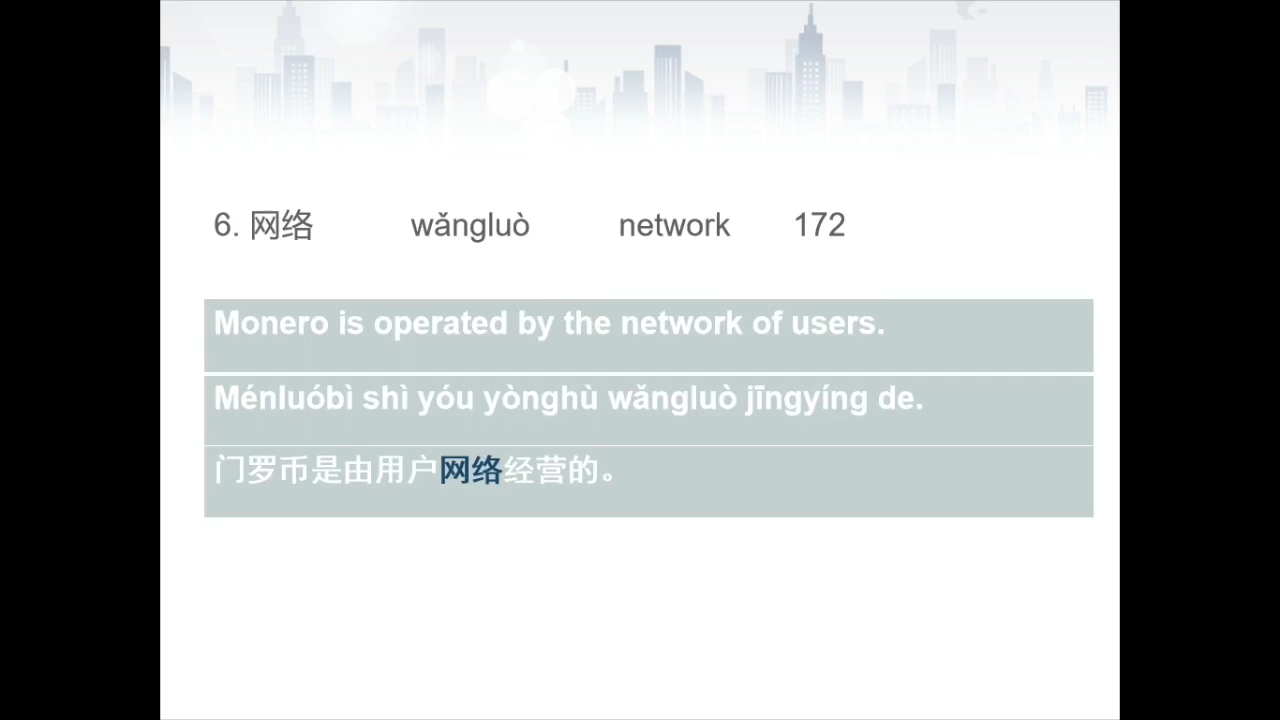 6. 网络 wǎngluò network 172
Monero is operated by the network of users.
Ménluóbì shì yóu yònghù wǎngluò jīngyíng de.
门罗币是由用户网络经营的。